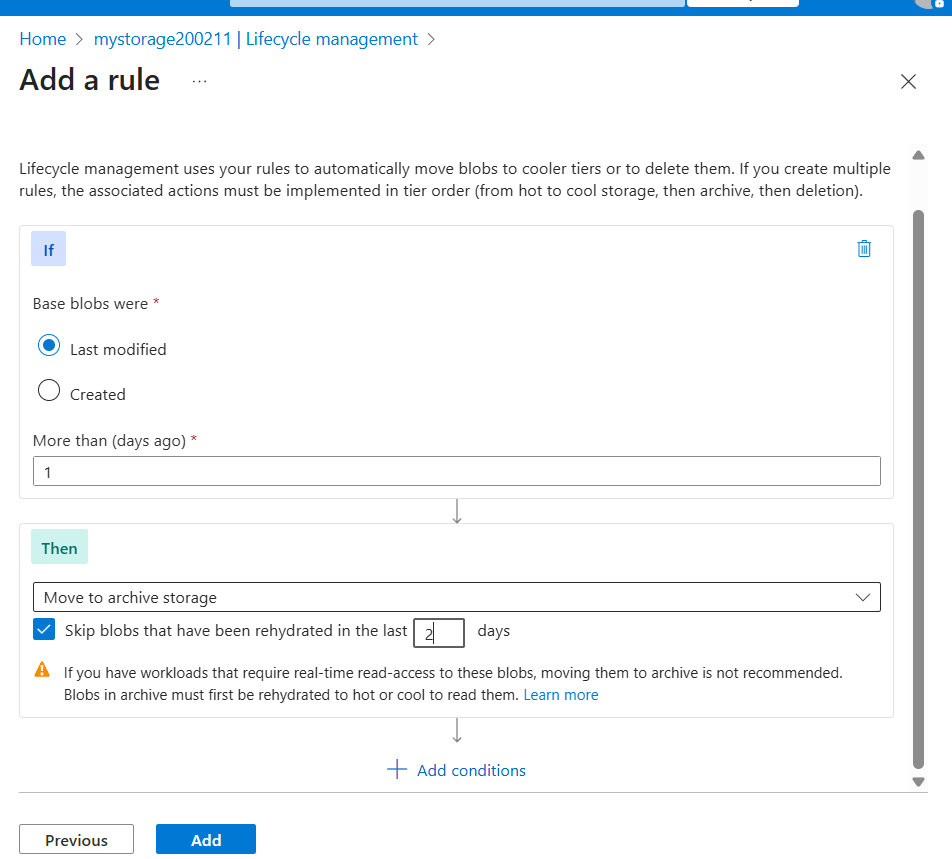 Home > mystorage200211 | Lifecycle management >
Add a rule ...
Lifecycle management uses your rules to automatically move blobs to cooler tiers or to delete them. If you create multiple
rules, the associated actions must be implemented in tier order (from hot to cool storage, then archive, then deletion).
If
Base blobs were *
Last modified
Created
More than (days ago) *
1
Then
Move to archive storage
Skip blobs that have been rehydrated in the last 2 days
If you have workloads that require real-time read-access to these blobs, moving them to archive is not recommended.
Blobs in archive must first be rehydrated to hot or cool to read them. Learn more
+ Add conditions
Previous
Add